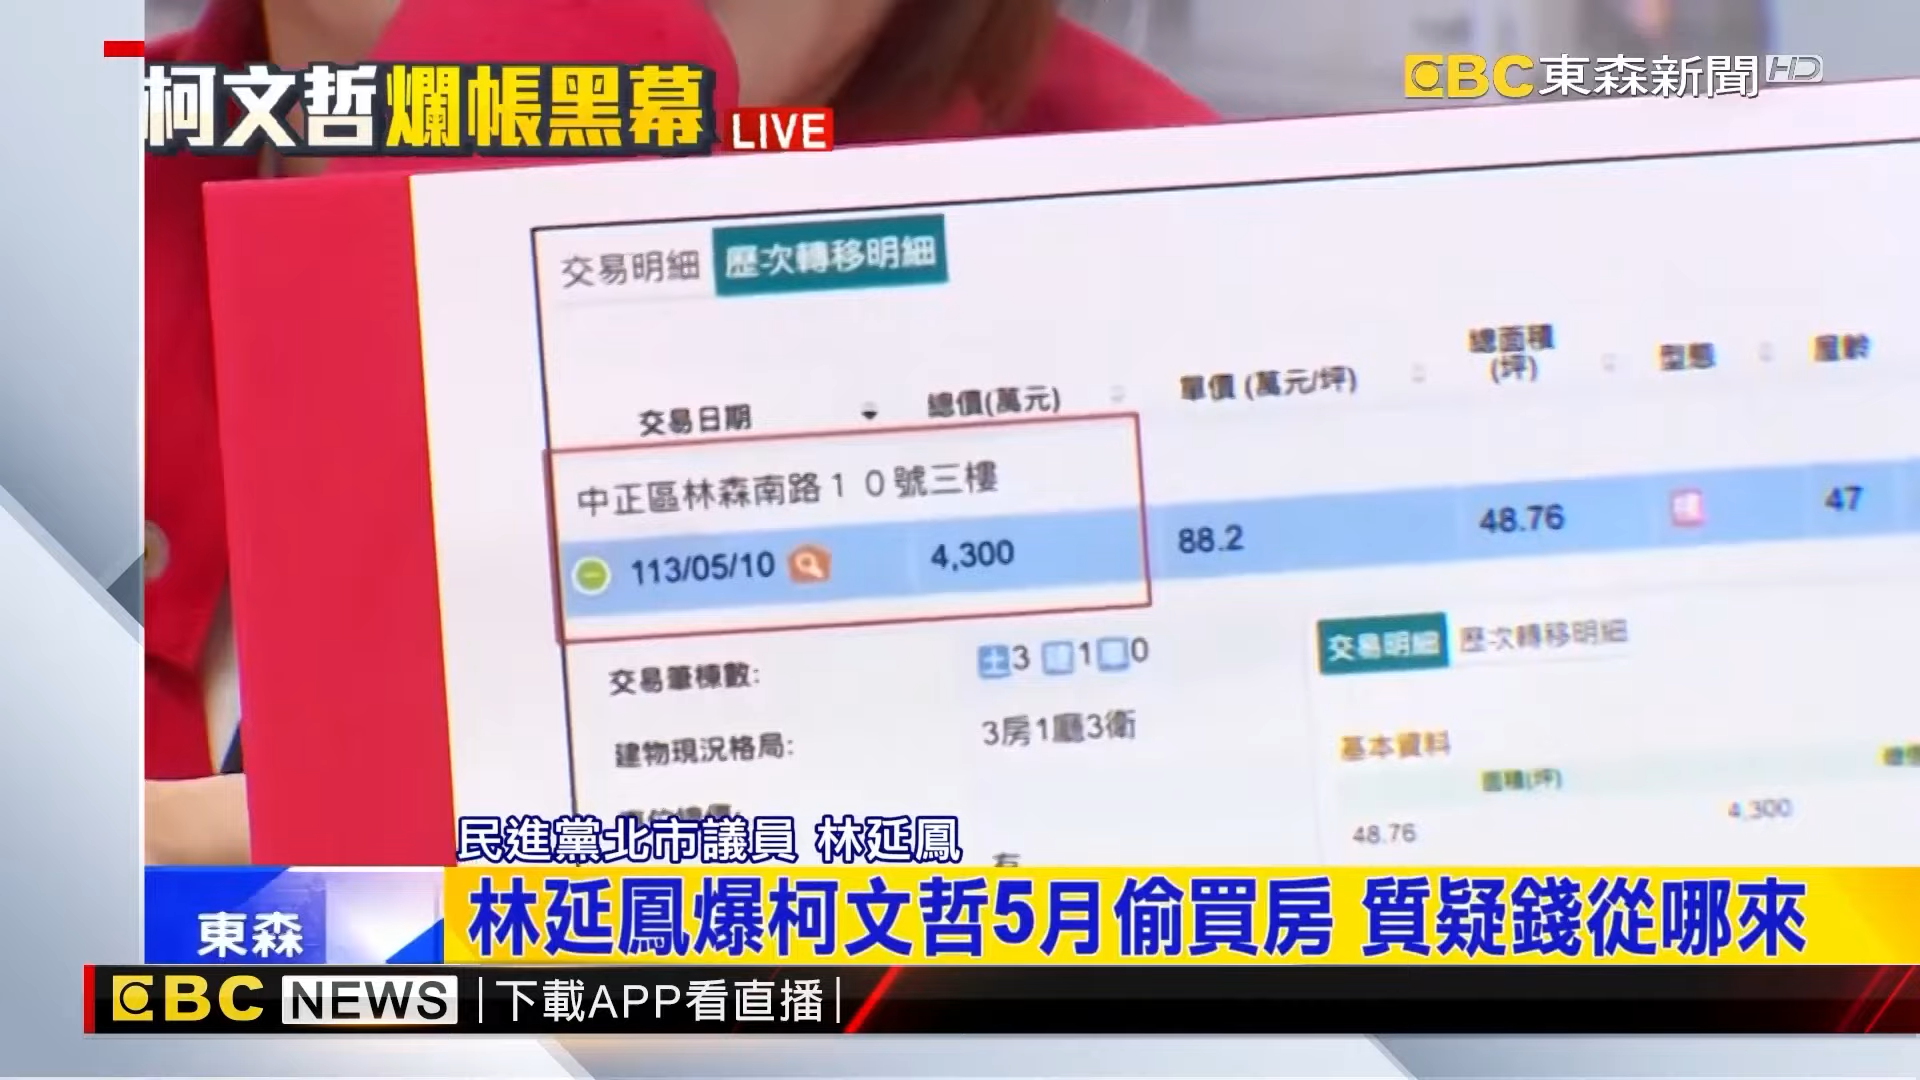 柯文哲爛帳黑幕 LIVE
EBC東森新聞HD
交易明細 歷次轉移明細
交易日期 總價(萬元) 單價(萬元/坪) 總面積(坪) 型態 屋齡
中正區林森南路10號三樓
113/05/10 4,300 88.2 48.76 47
交易筆棟數: 土3 1 0
建物現況格局: 3房1廳3衛
交易明細 歷次轉移明細
基本資料
面積(坪)
48.76 4,300
民進黨北市議員 林延鳳
東森
林延鳳爆柯文哲5月偷買房 質疑錢從哪來
EBC NEWS 下載APP看直播